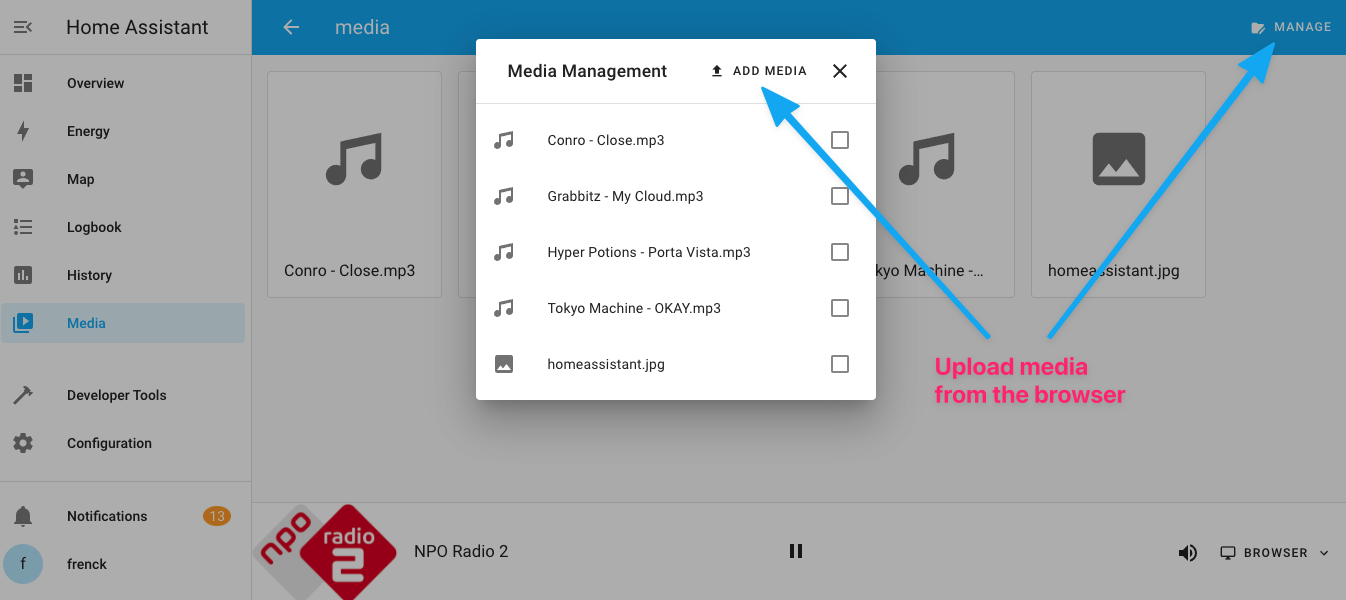 Home Assistant
media
MANAGE
Overview
Energy
Map
Logbook
History
Media
Developer Tools
Configuration
Notifications
13
f
frenck
Media Management
ADD MEDIA
Conro - Close.mp3
Grabbitz - My Cloud.mp3
Hyper Potions - Porta Vista.mp3
Tokyo Machine - OKAY.mp3
homeassistant.jpg
Conro - Close.mp3
kyo Machine -...
homeassistant.jpg
Upload media
from the browser
npo
radio
2
NPO Radio 2
BROWSER